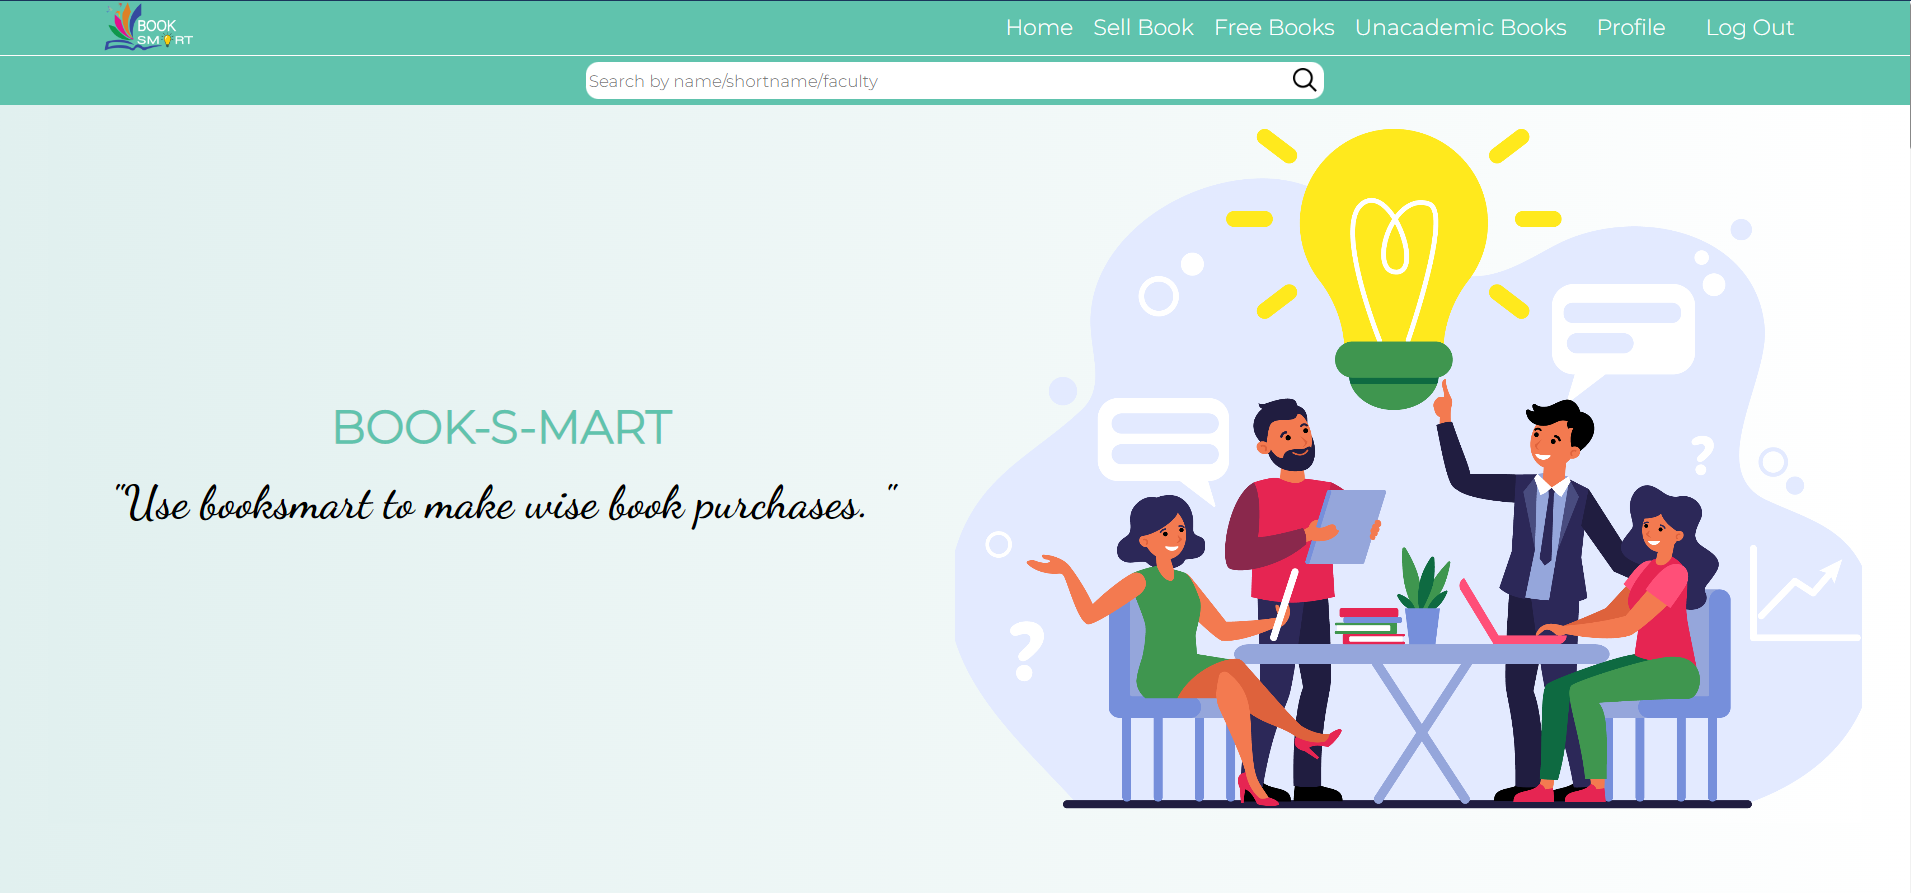 BOOK
SMART
Home Sell Book Free Books Unacademic Books Profile Log Out
Search by name/shortname/faculty
BOOK-S-MART
"Use booksmart to make wise book purchases. "
?
?